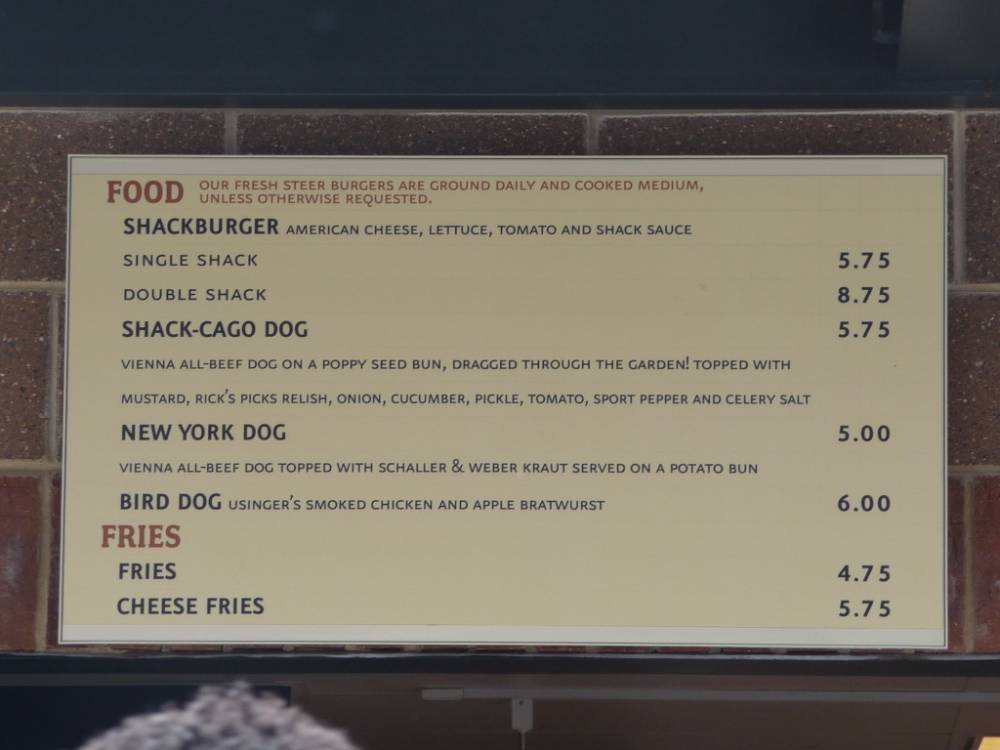 FOOD OUR FRESH STEER BURGERS ARE GROUND DAILY AND COOKED MEDIUM,
UNLESS OTHERWISE REQUESTED.
SHACKBURGER AMERICAN CHEESE, LETTUCE, TOMATO AND SHACK SAUCE
SINGLE SHACK 5.75
DOUBLE SHACK 8.75
SHACK-CAGO DOG 5.75
VIENNA ALL-BEEF DOG ON A POPPY SEED BUN, DRAGGED THROUGH THE GARDEN! TOPPED WITH
MUSTARD, RICK'S PICKS RELISH, ONION, CUCUMBER, PICKLE, TOMATO, SPORT PEPPER AND CELERY SALT
NEW YORK DOG 5.00
VIENNA ALL-BEEF DOG TOPPED WITH SCHALLER & WEBER KRAUT SERVED ON A POTATO BUN
BIRD DOG USINGER'S SMOKED CHICKEN AND APPLE BRATWURST 6.00
FRIES
FRIES 4.75
CHEESE FRIES 5.75